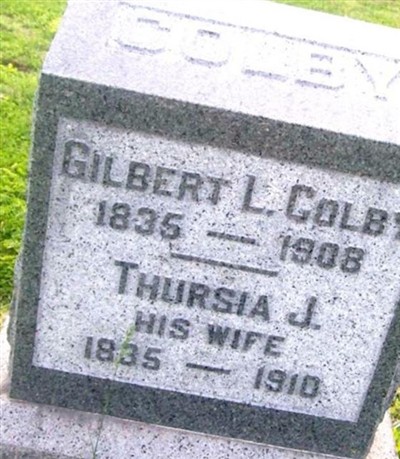 COLBY
GILBERT L. COLBY
1835 — 1908
THURSIA J.
HIS WIFE
1835 — 1910